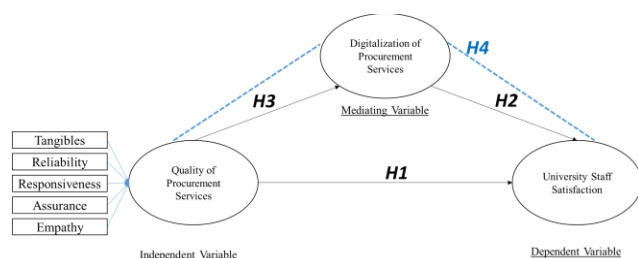 Digitalization of
Procurement
Services
H4
H3
Mediating Variable
H2
Tangibles
Reliability
Responsiveness
Assurance
Empathy
Quality of
Procurement
Services
H1
University Staff
Satisfaction
Independent Variable
Dependent Variable